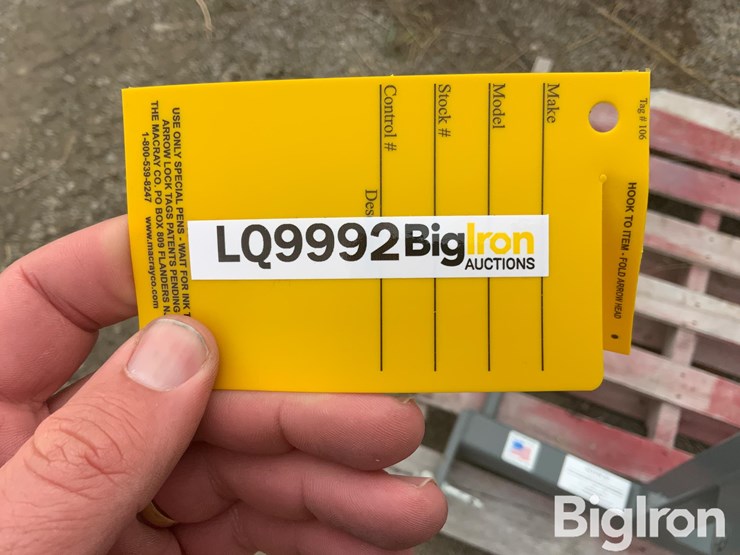 LQ9992 BigIron
AUCTIONS
Tag # 106
Make
Model
Stock #
Control #
Des
HOOK TO ITEM - FOLD ARROW HEAD
USE ONLY SPECIAL PENS - WAIT FOR INK T
ARROW LOCK TAGS PATENTS PENDING
THE MACRAY CO. PO BOX 809 FLANDERS N.
1-800-539-8247 www.macrayco.com
BigIron